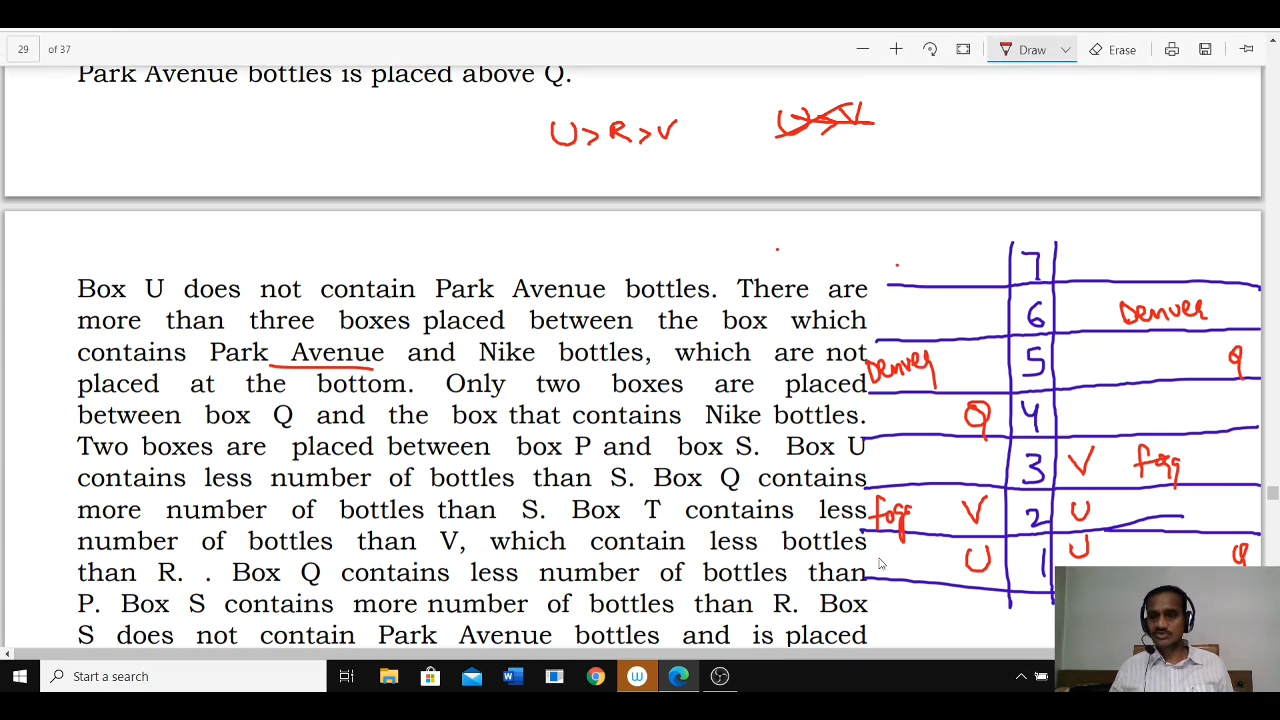 29 of 37
Draw
Erase
Park Avenue bottles is placed above Q.
U > R > V
U > V
Box U does not contain Park Avenue bottles. There are
more than three boxes placed between the box which
contains Park Avenue and Nike bottles, which are not
placed at the bottom. Only two boxes are placed
between box Q and the box that contains Nike bottles.
Two boxes are placed between box P and box S. Box U
contains less number of bottles than S. Box Q contains
more number of bottles than S. Box T contains less
number of bottles than V, which contain less bottles
than R. . Box Q contains less number of bottles than
P. Box S contains more number of bottles than R. Box
S does not contain Park Avenue bottles and is placed
7
6 Denver
Denver 5 Q
Q 4
3 V fogg
fogg V 2 U
U 1 U Q
Type here to search